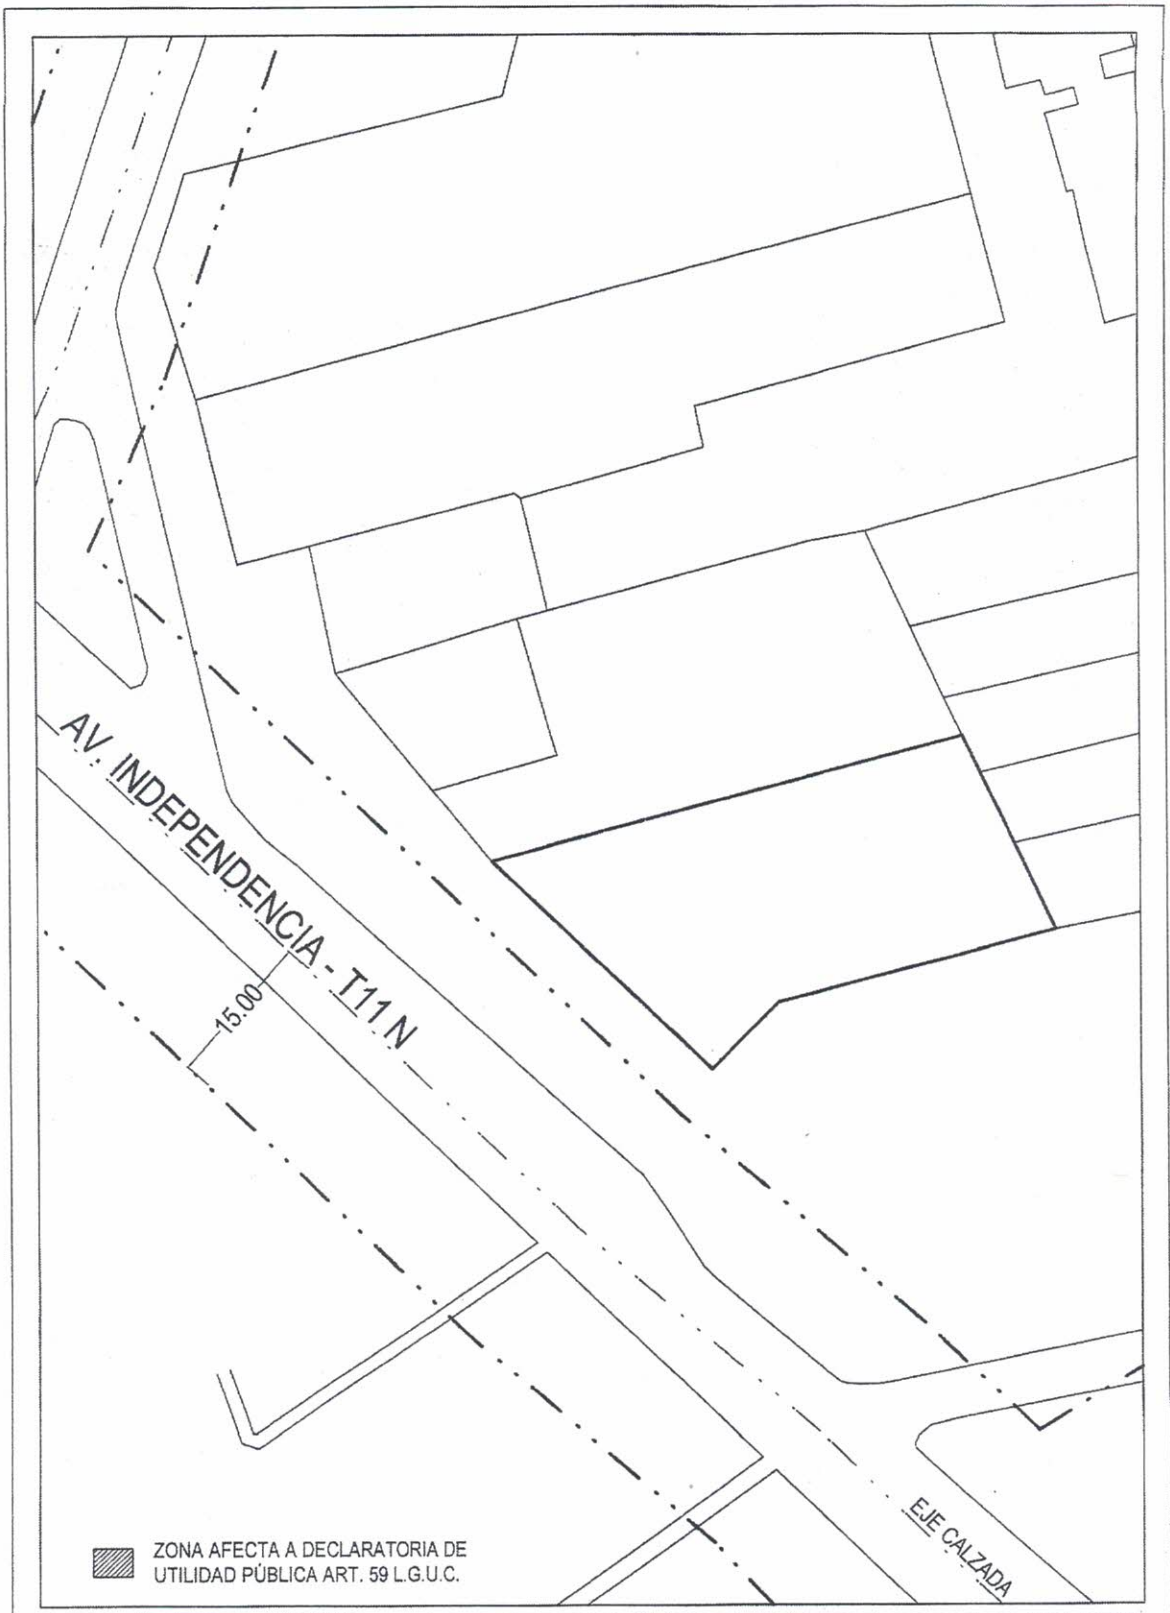 AV. INDEPENDENCIA - T11 N
15.00
EJE CALZADA
ZONA AFECTA A DECLARATORIA DE
UTILIDAD PÚBLICA ART. 59 L.G.U.C.